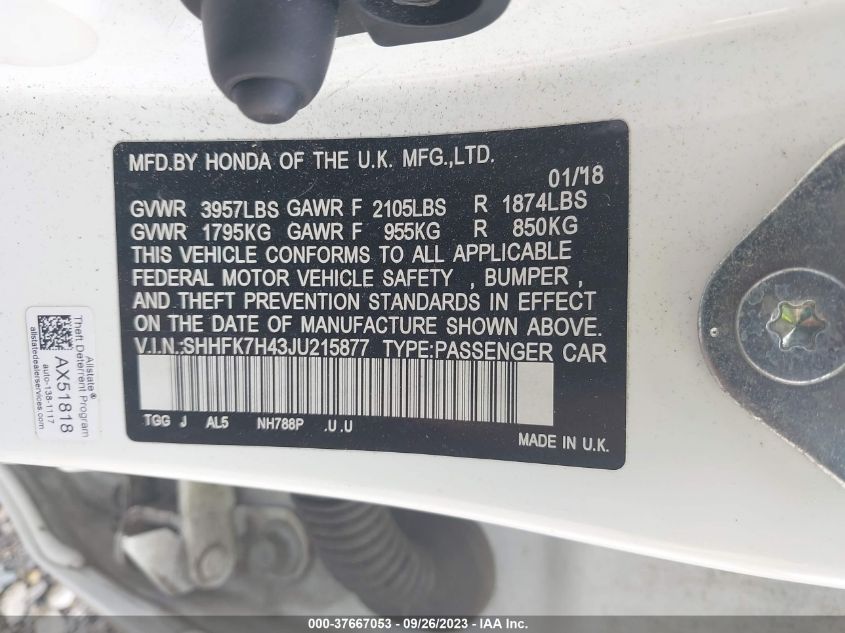 MFD.BY HONDA OF THE U.K. MFG.,LTD.
01/18
GVWR 3957LBS GAWR F 2105LBS R 1874LBS
GVWR 1795KG GAWR F 955KG R 850KG
THIS VEHICLE CONFORMS TO ALL APPLICABLE
FEDERAL MOTOR VEHICLE SAFETY , BUMPER ,
AND THEFT PREVENTION STANDARDS IN EFFECT
ON THE DATE OF MANUFACTURE SHOWN ABOVE.
V.I.N.:SHHFK7H43JU215877 TYPE:PASSENGER CAR
TGG J AL5 NH788P .U.U
MADE IN U.K.
Allstate®
Theft Deterrent Program
AX51818
auto-138-1117
allstatedealerservices.com
000-37667053 - 09/26/2023 - IAA Inc.